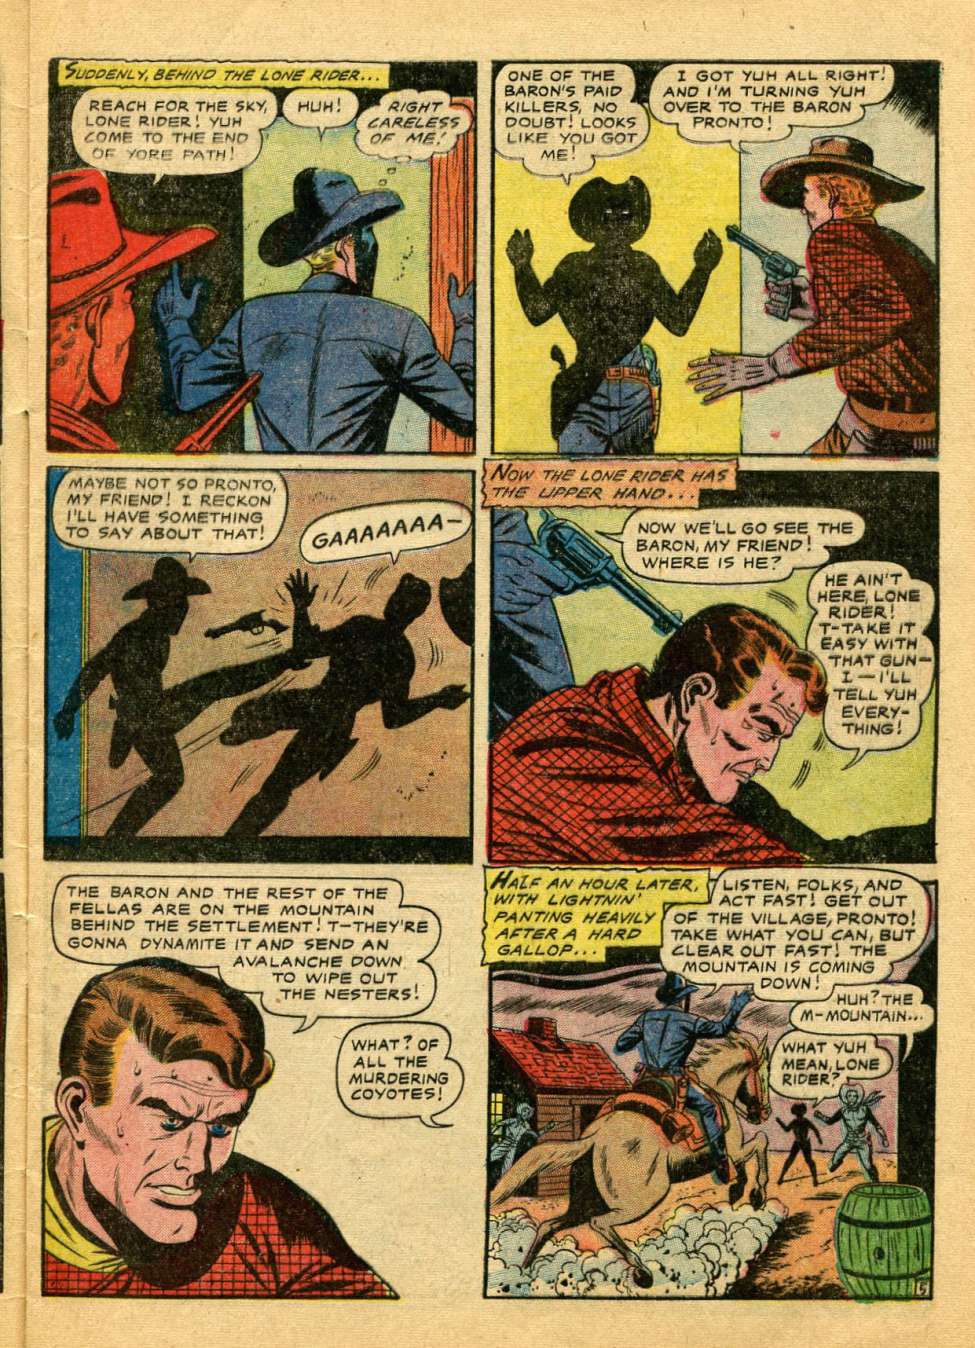 SUDDENLY, BEHIND THE LONE RIDER...
REACH FOR THE SKY,
LONE RIDER! YUH
COME TO THE END
OF YORE PATH!
HUH!
RIGHT
CARELESS
OF ME!
ONE OF THE
BARON'S PAID
KILLERS, NO
DOUBT! LOOKS
LIKE YOU GOT
ME!
I GOT YUH ALL RIGHT!
AND I'M TURNING YUH
OVER TO THE BARON
PRONTO!
MAYBE NOT SO PRONTO,
MY FRIEND! I RECKON
I'LL HAVE SOMETHING
TO SAY ABOUT THAT!
GAAAAAAA-
NOW THE LONE RIDER HAS
THE UPPER HAND...
NOW WE'LL GO SEE THE
BARON, MY FRIEND!
WHERE IS HE?
HE AIN'T
HERE, LONE
RIDER!
T-TAKE IT
EASY WITH
THAT GUN-
I-I'LL
TELL YUH
EVERY-
THING!
THE BARON AND THE REST OF THE
FELLAS ARE ON THE MOUNTAIN
BEHIND THE SETTLEMENT! T-THEY'RE
GONNA DYNAMITE IT AND SEND AN
AVALANCHE DOWN
TO WIPE OUT
THE NESTERS!
WHAT? OF
ALL THE
MURDERING
COYOTES!
HALF AN HOUR LATER,
WITH LIGHTNIN'
PANTING HEAVILY
AFTER A HARD
GALLOP...
LISTEN, FOLKS, AND
ACT FAST! GET OUT
OF THE VILLAGE, PRONTO!
TAKE WHAT YOU CAN, BUT
CLEAR OUT FAST! THE
MOUNTAIN IS COMING
DOWN!
HUH? THE
M-MOUNTAIN...
WHAT YUH
MEAN, LONE
RIDER?
5